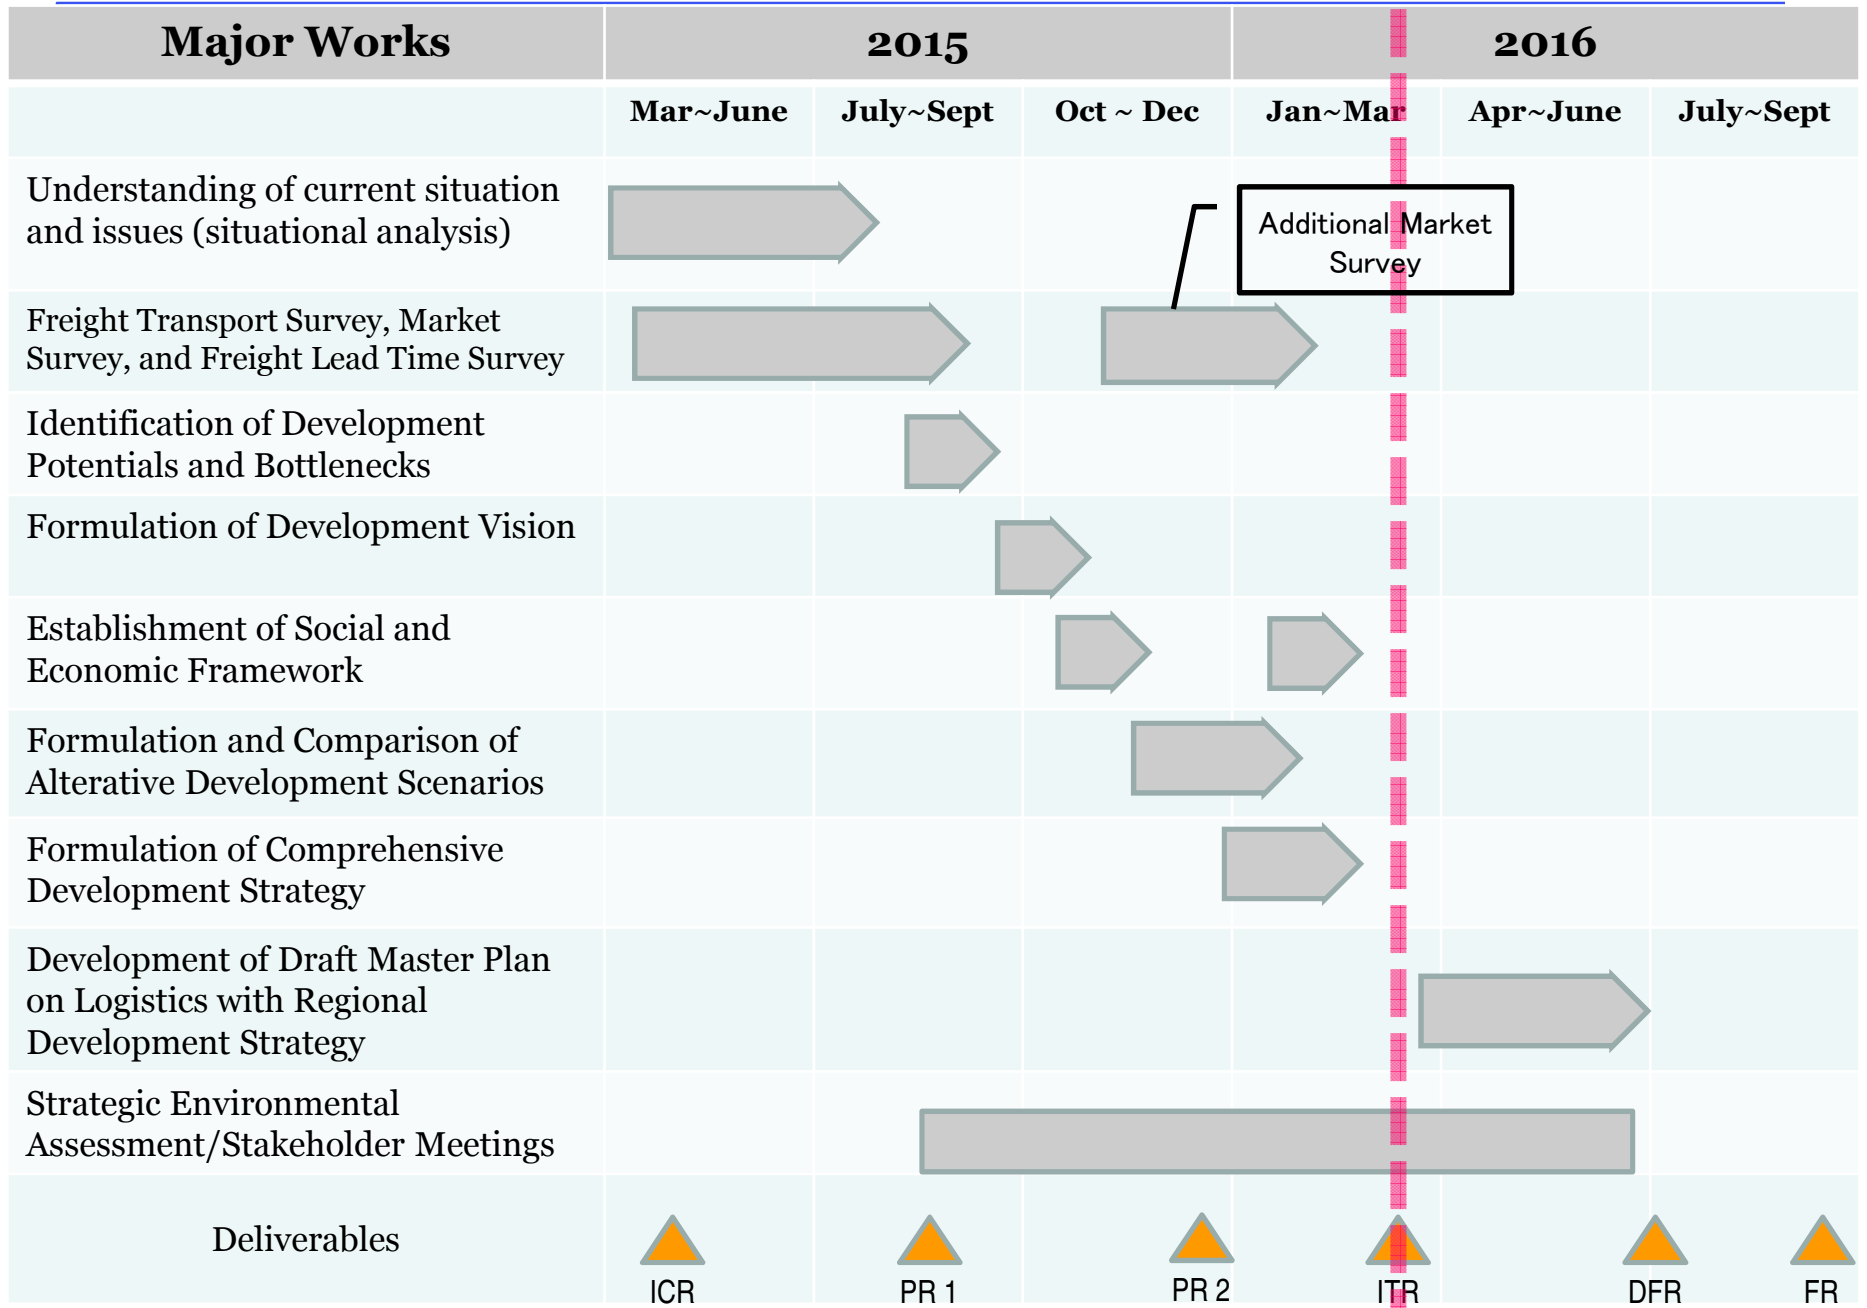 Major Works 2015 2016
Mar~June July~Sept Oct ~ Dec Jan~Mar Apr~June July~Sept
Understanding of current situation
and issues (situational analysis)
Additional Market
Survey
Freight Transport Survey, Market
Survey, and Freight Lead Time Survey
Identification of Development
Potentials and Bottlenecks
Formulation of Development Vision
Establishment of Social and
Economic Framework
Formulation and Comparison of
Alterative Development Scenarios
Formulation of Comprehensive
Development Strategy
Development of Draft Master Plan
on Logistics with Regional
Development Strategy
Strategic Environmental
Assessment/Stakeholder Meetings
Deliverables
ICR PR 1 PR 2 ITR DFR FR